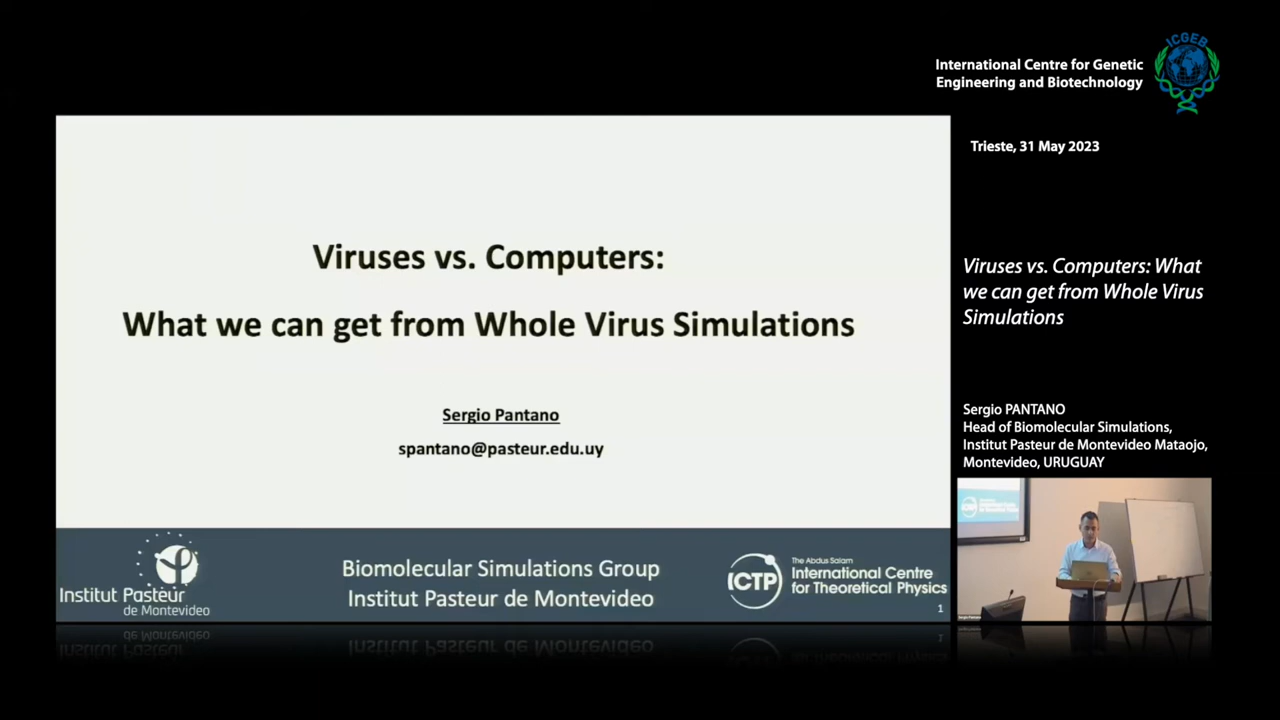 International Centre for Genetic
Engineering and Biotechnology
ICGEB
Trieste, 31 May 2023
Viruses vs. Computers:
What we can get from Whole Virus Simulations
Sergio Pantano
spantano@pasteur.edu.uy
Institut Pasteur
de Montevideo
Biomolecular Simulations Group
Institut Pasteur de Montevideo
ICTP
The Abdus Salam
International Centre
for Theoretical Physics
1
Viruses vs. Computers: What
we can get from Whole Virus
Simulations
Sergio PANTANO
Head of Biomolecular Simulations,
Institut Pasteur de Montevideo Mataojo,
Montevideo, URUGUAY
ICTP